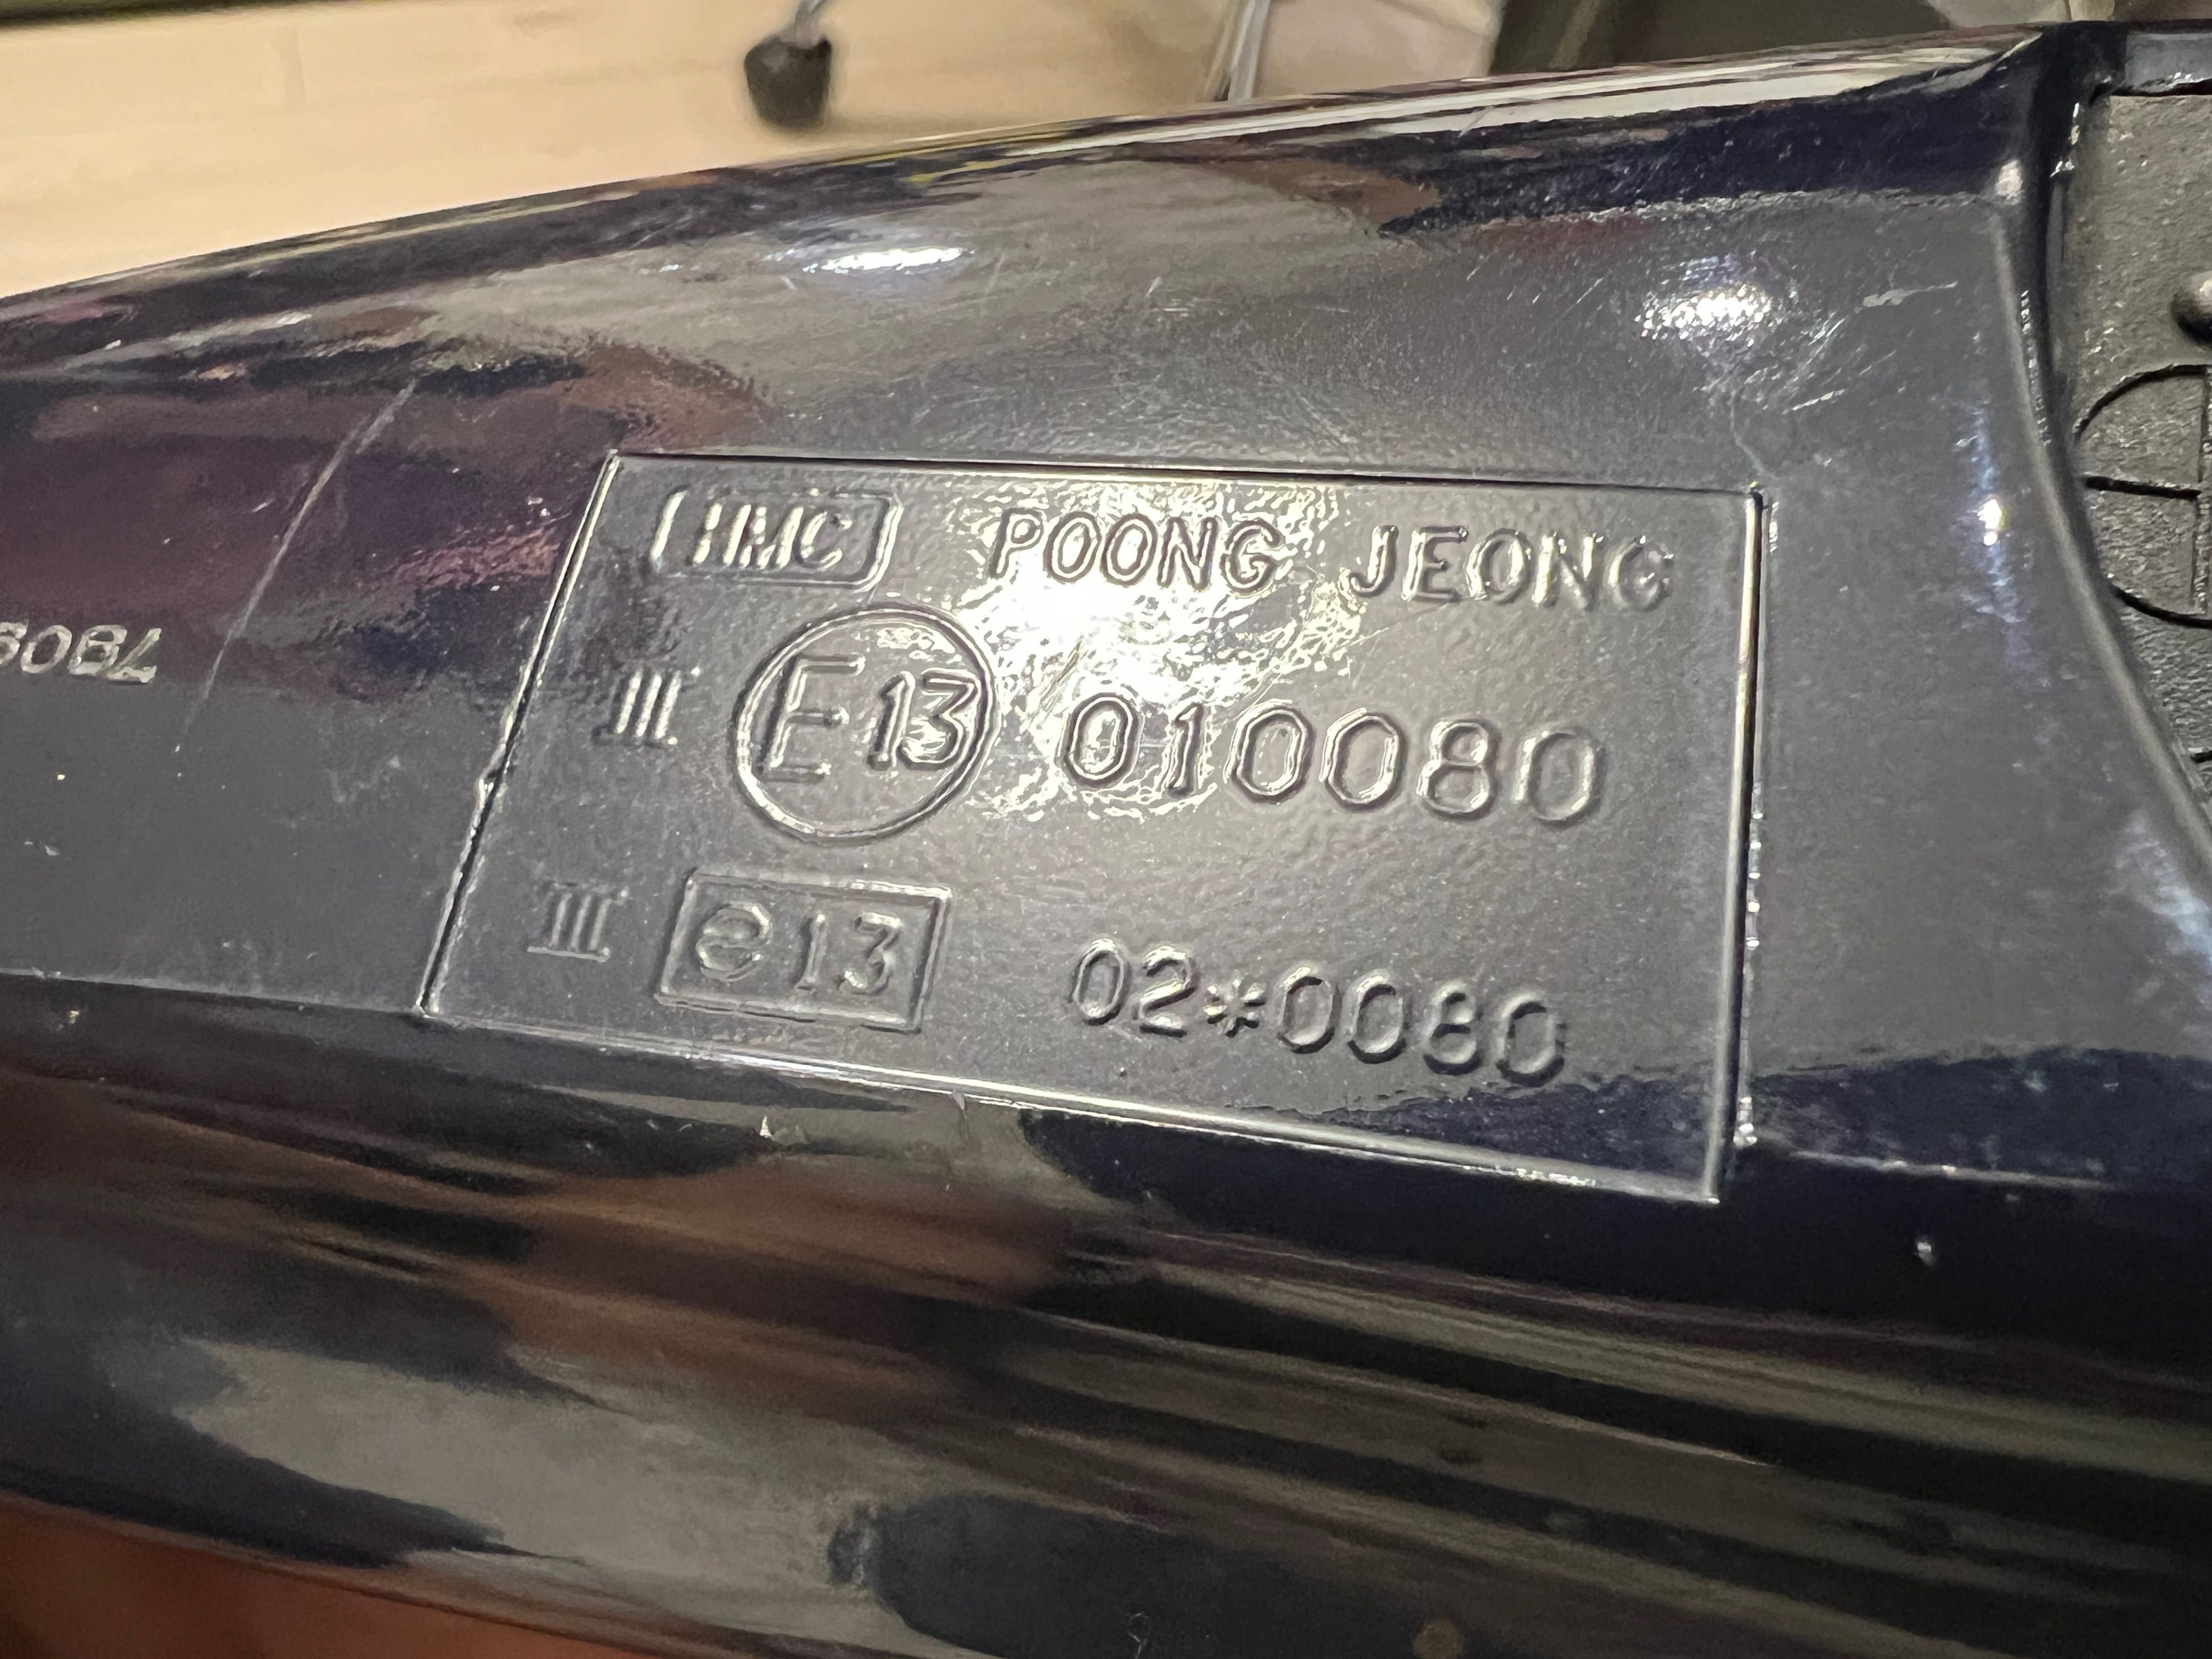 HMC POONG JEONG
III E13 010080
III e13 02*0080